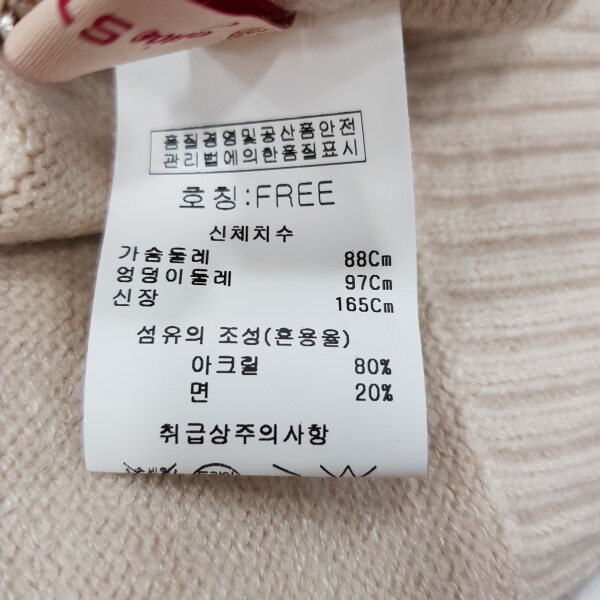 품질경영및공산품안전
관리법에의한품질표시
호칭:FREE
신체치수
가슴둘레 88Cm
엉덩이둘레 97Cm
신장 165Cm
섬유의 조성(혼용율)
아크릴 80%
면 20%
취급상주의사항